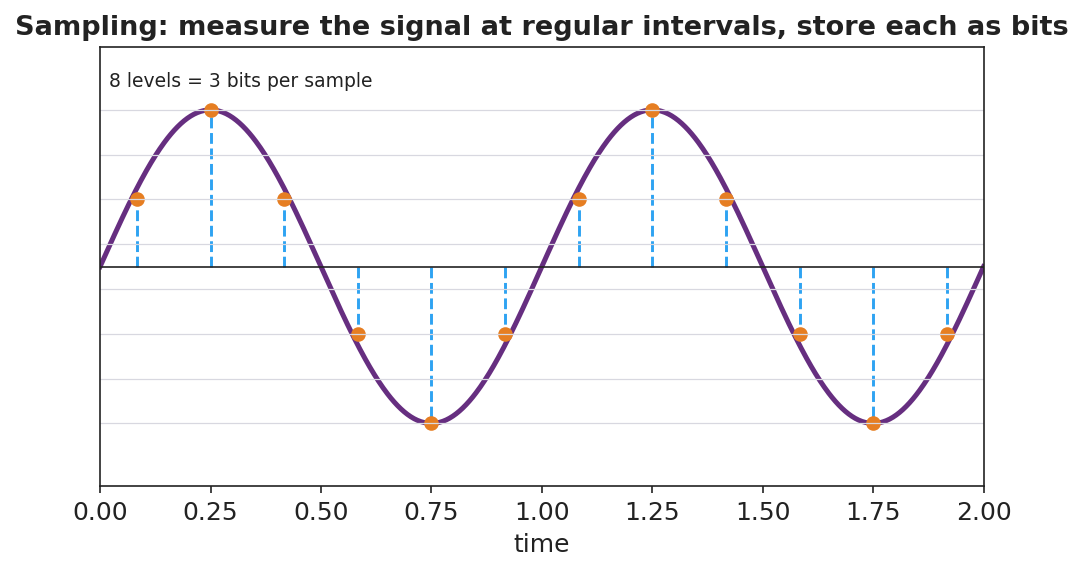 Sampling: measure the signal at regular intervals, store each as bits
8 levels = 3 bits per sample
0.00 0.25 0.50 0.75 1.00 1.25 1.50 1.75 2.00
time